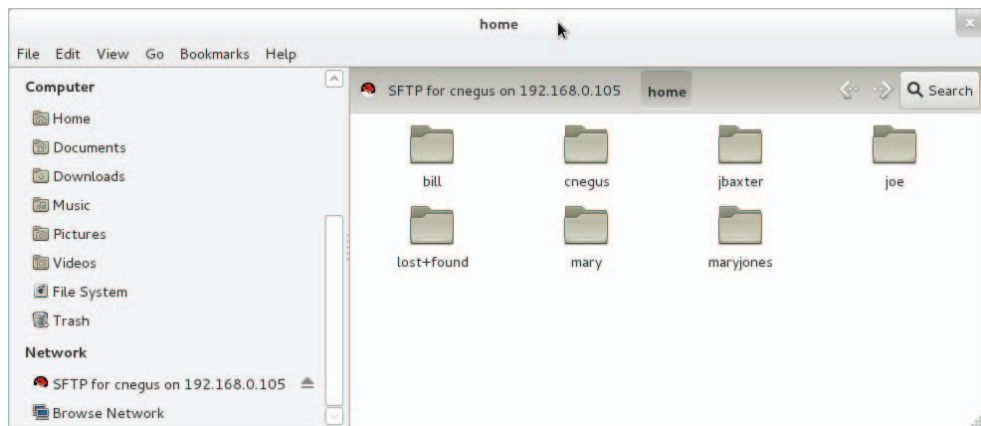 home
File Edit View Go Bookmarks Help
Computer
Home
Documents
Downloads
Music
Pictures
Videos
File System
Trash
Network
SFTP for cnegus on 192.168.0.105
Browse Network
SFTP for cnegus on 192.168.0.105 home Search
bill cnegus jbaxter joe
lost+found mary maryjones